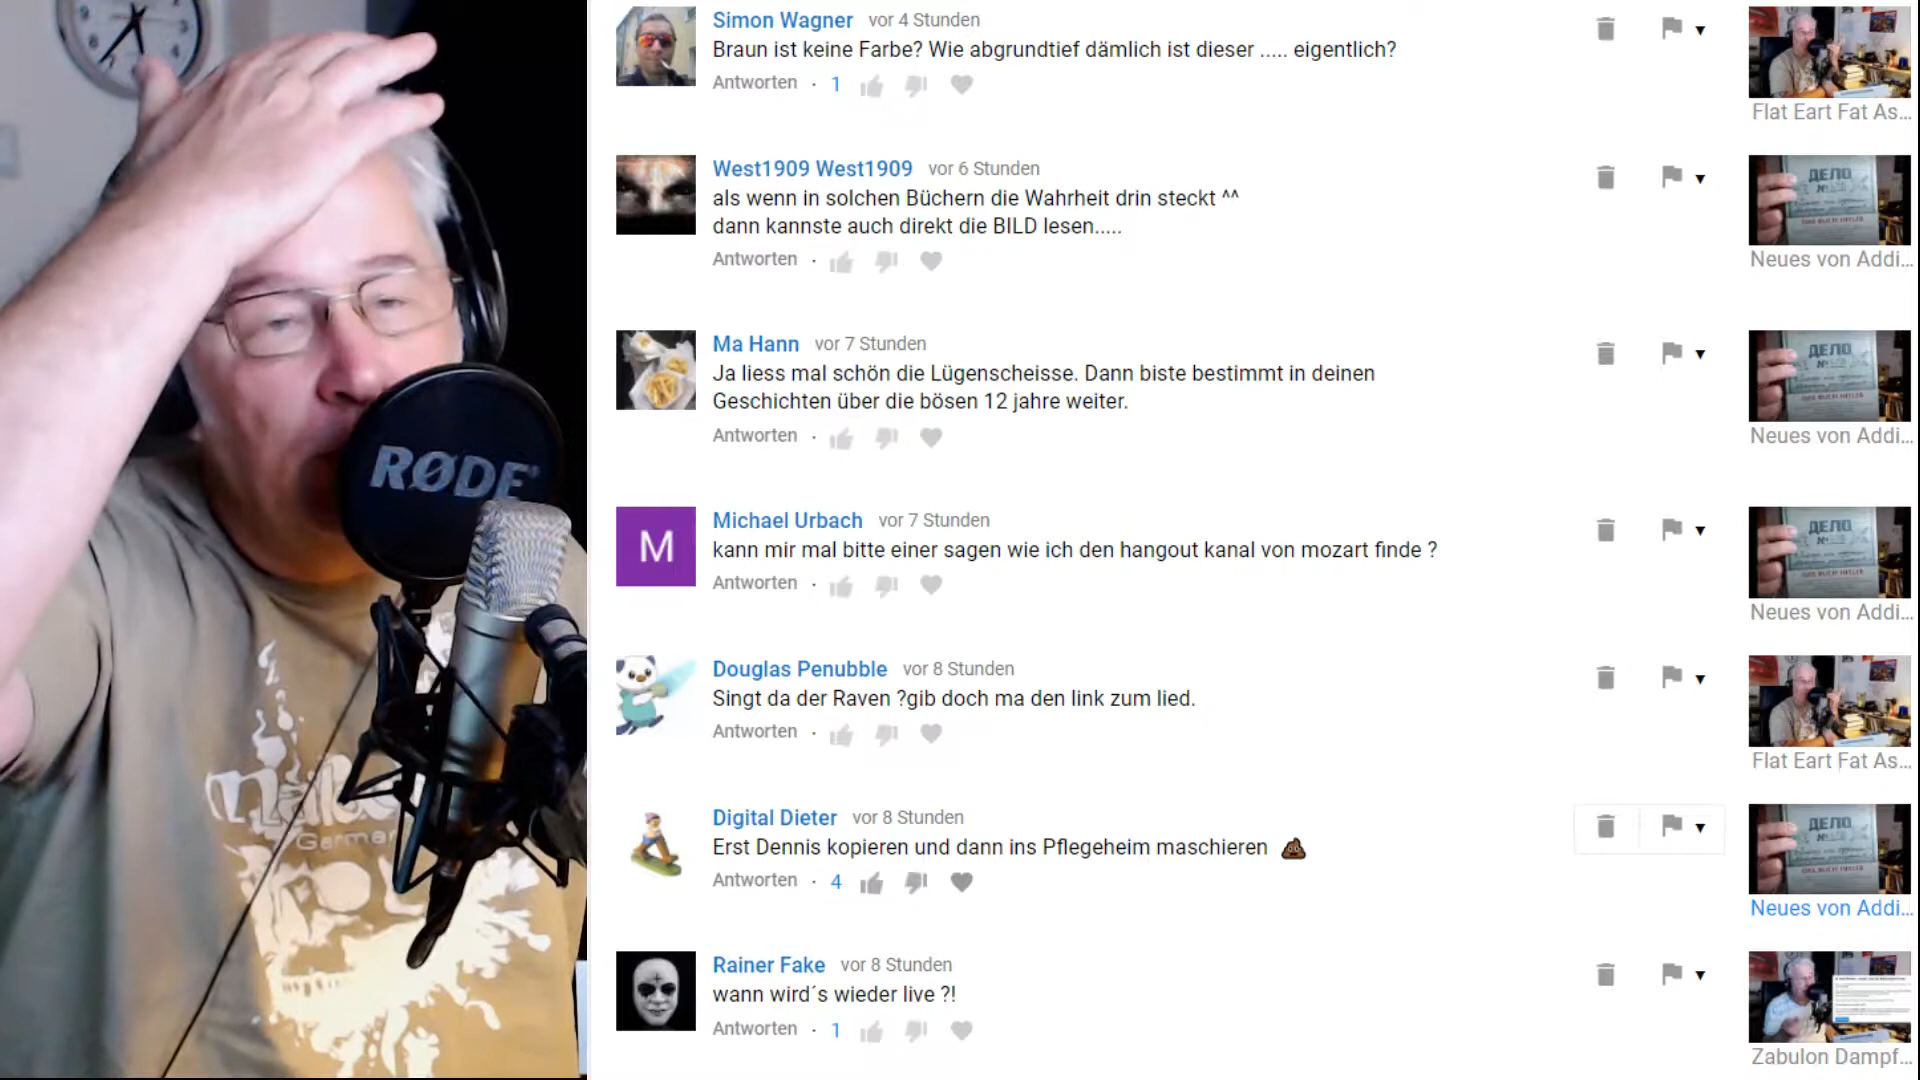 Simon Wagner vor 4 Stunden
Braun ist keine Farbe? Wie abgrundtief dämlich ist dieser ..... eigentlich?
Antworten · 1
Flat Eart Fat As...
West1909 West1909 vor 6 Stunden
als wenn in solchen Büchern die Wahrheit drin steckt ^^
dann kannste auch direkt die BILD lesen.....
Antworten ·
ДЕЛО
Neues von Addi...
Ma Hann vor 7 Stunden
Ja liess mal schön die Lügenscheisse. Dann biste bestimmt in deinen
Geschichten über die bösen 12 jahre weiter.
Antworten ·
ДЕЛО
Neues von Addi...
RØDE
Michael Urbach vor 7 Stunden
M
kann mir mal bitte einer sagen wie ich den hangout kanal von mozart finde ?
Antworten ·
ДЕЛО
Neues von Addi...
Douglas Penubble vor 8 Stunden
Singt da der Raven ?gib doch ma den link zum lied.
Antworten ·
Flat Eart Fat As...
Digital Dieter vor 8 Stunden
Erst Dennis kopieren und dann ins Pflegeheim maschieren 💩
Antworten · 4
ДЕЛО
Neues von Addi...
Rainer Fake vor 8 Stunden
wann wird´s wieder live ?!
Antworten · 1
Zabulon Dampf...